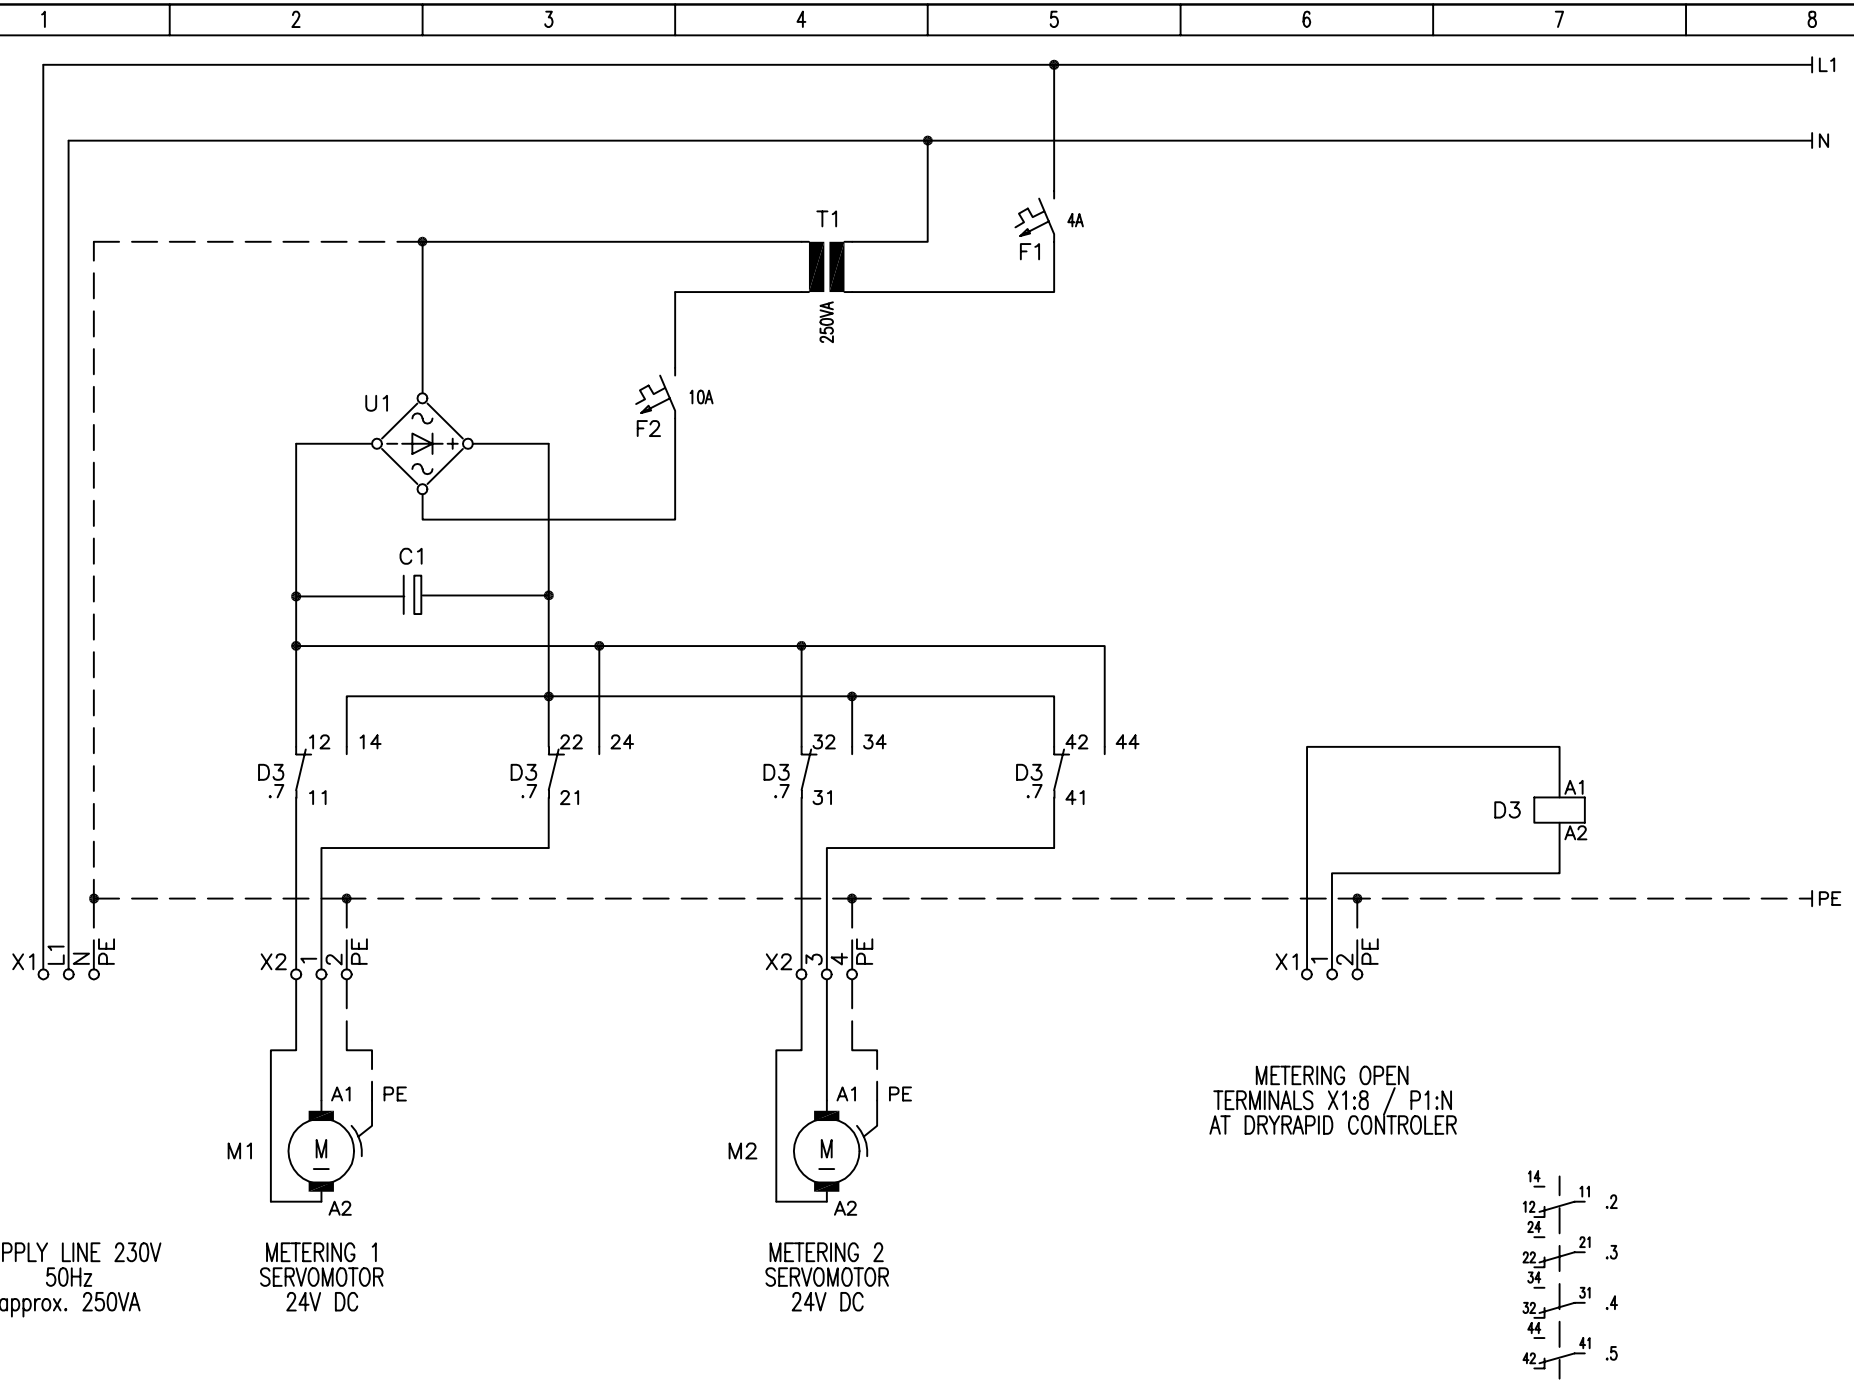 1 2 3 4 5 6 7 8
L1
N
T1
4A
F1
250VA
U1
10A
F2
- +
C1
12 14 22 24 32 34 42 44
D3 D3 D3 D3
.7 11 .7 21 .7 31 .7 41
A1
D3
A2
PE
X1 L1 N PE
X2 1 2 PE
X2 3 4 PE
X1 1 2 PE
A1 PE
A1 PE
M1 M
M2 M
A2
A2
METERING OPEN
TERMINALS X1:8 / P1:N
AT DRYRAPID CONTROLER
PPLY LINE 230V
50Hz
approx. 250VA
METERING 1
SERVOMOTOR
24V DC
METERING 2
SERVOMOTOR
24V DC
14
12 11 .2
24
22 21 .3
34
32 31 .4
44
42 41 .5